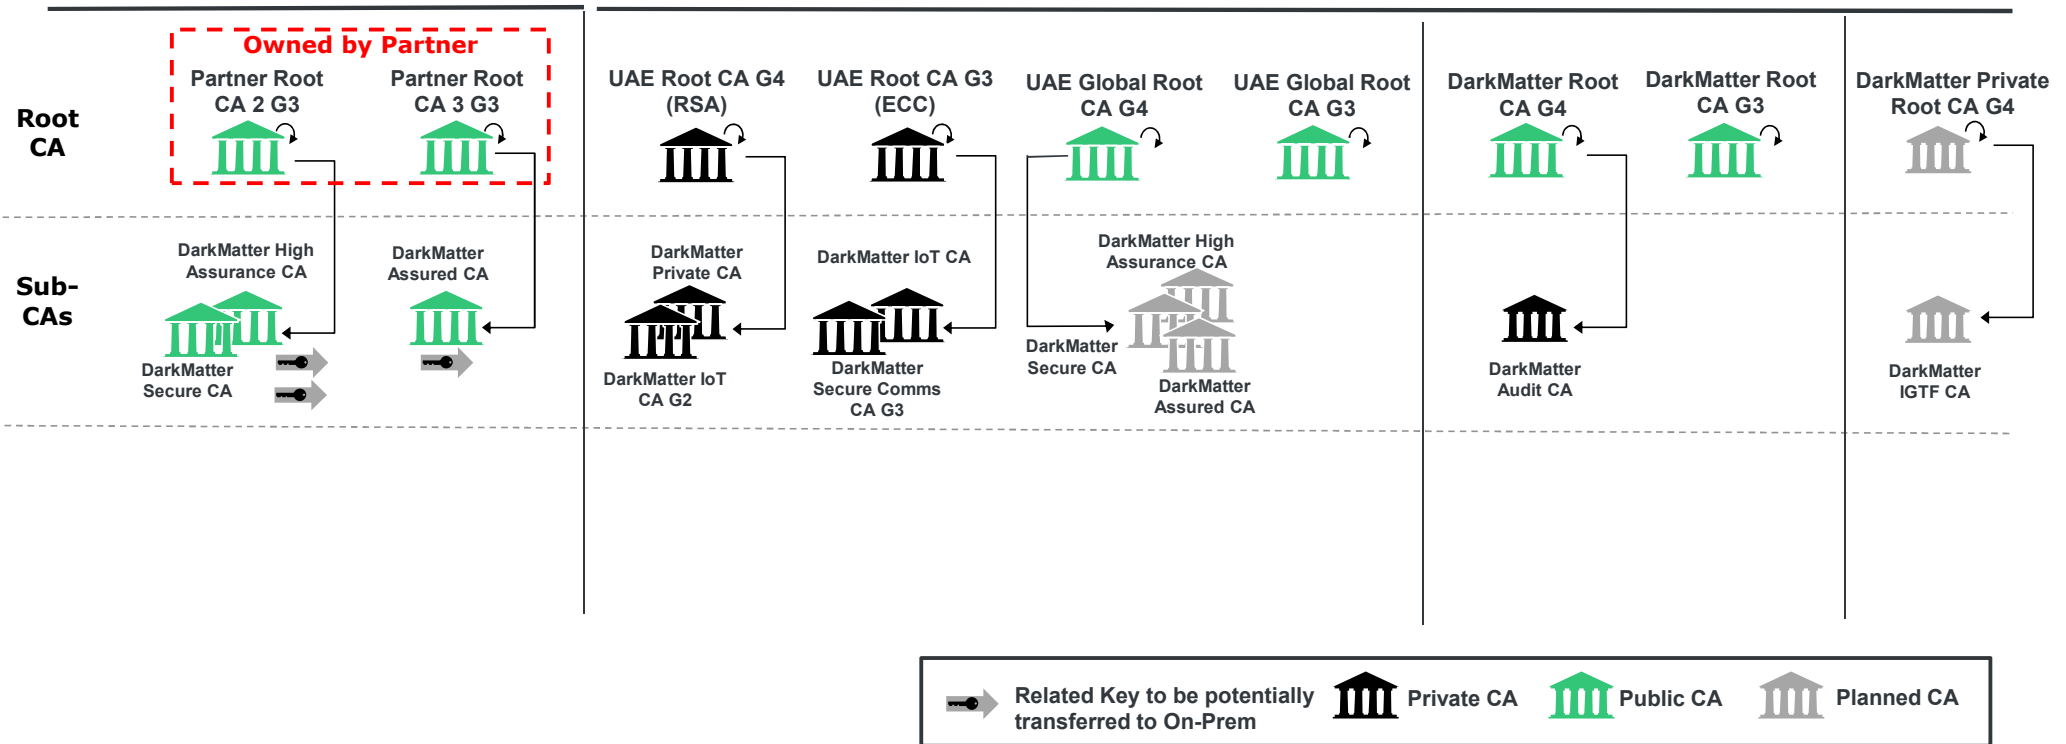 Owned by Partner
Partner Root
CA 2 G3
Partner Root
CA 3 G3
UAE Root CA G4
(RSA)
UAE Root CA G3
(ECC)
UAE Global Root
CA G4
UAE Global Root
CA G3
DarkMatter Root
CA G4
DarkMatter Root
CA G3
DarkMatter Private
Root CA G4
Root
CA
Sub-
CAs
DarkMatter High
Assurance CA
DarkMatter
Secure CA
DarkMatter
Assured CA
DarkMatter
Private CA
DarkMatter IoT
CA G2
DarkMatter IoT CA
DarkMatter
Secure Comms
CA G3
DarkMatter High
Assurance CA
DarkMatter
Secure CA
DarkMatter
Assured CA
DarkMatter
Audit CA
DarkMatter
IGTF CA
Related Key to be potentially
transferred to On-Prem
Private CA
Public CA
Planned CA